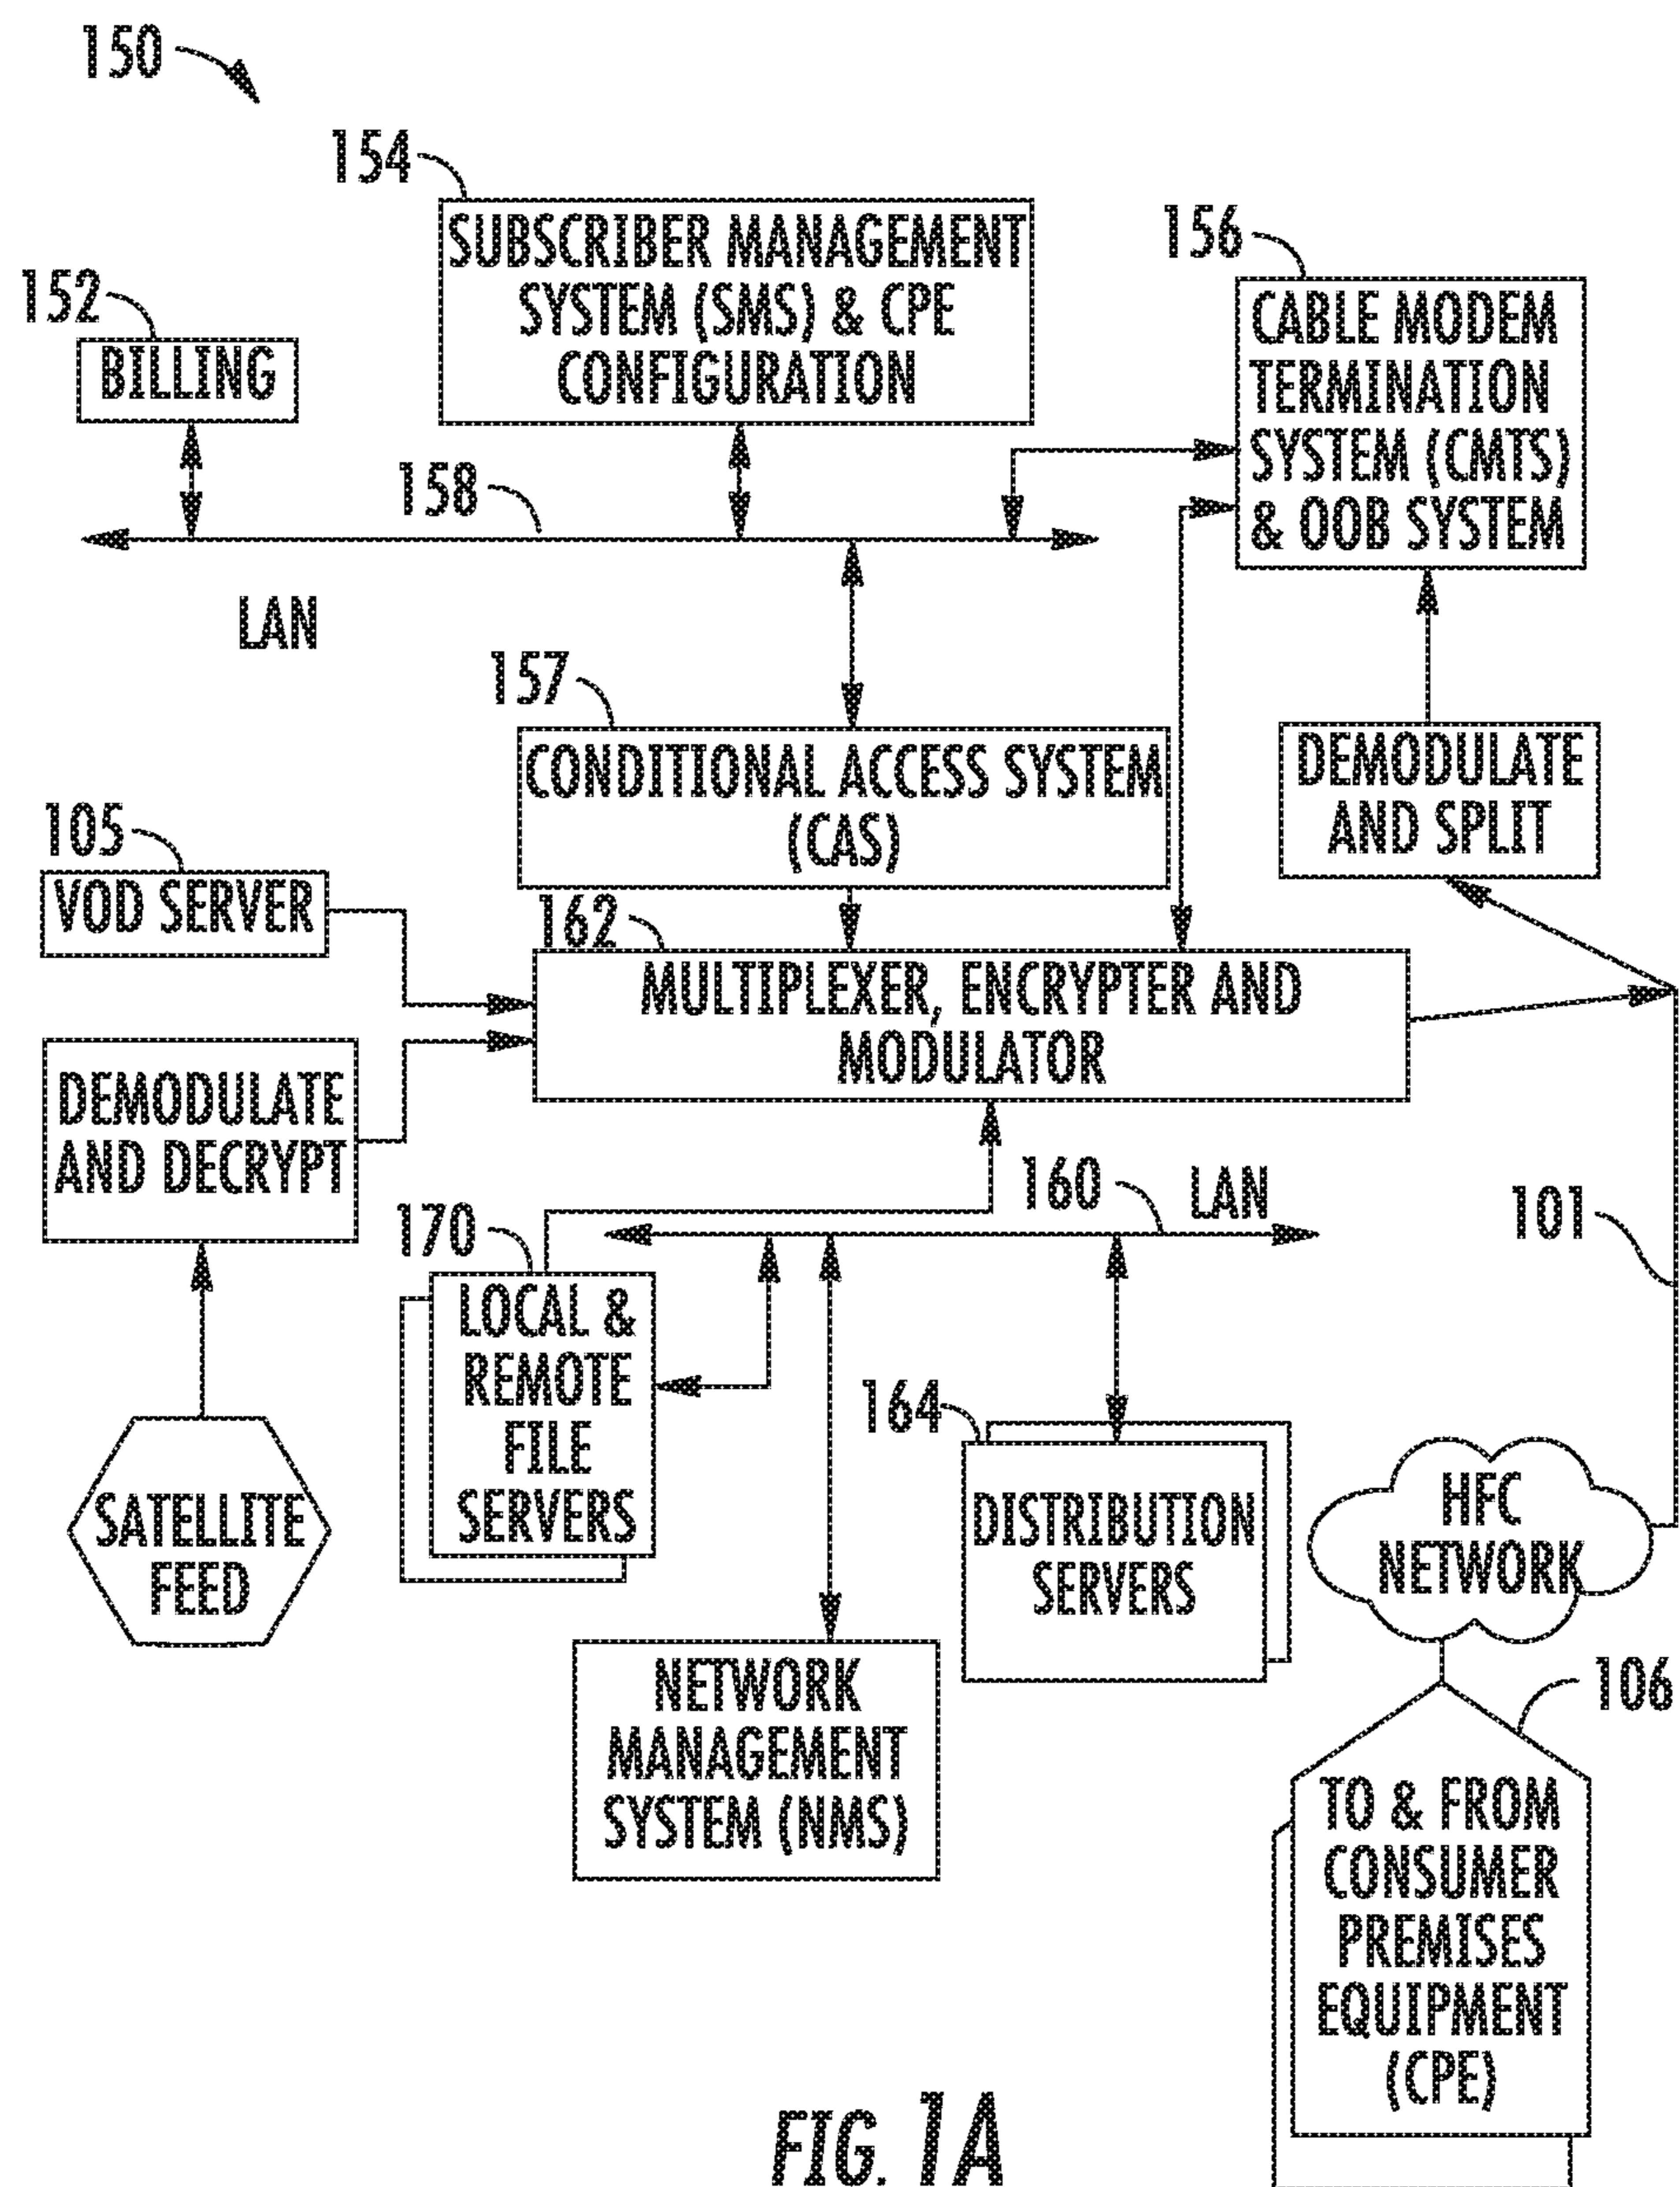 150
154
SUBSCRIBER MANAGEMENT
SYSTEM (SMS) & CPE
CONFIGURATION
156
CABLE MODEM
TERMINATION
SYSTEM (CMTS)
& OOB SYSTEM
152
BILLING
158
LAN
157
CONDITIONAL ACCESS SYSTEM
(CAS)
DEMODULATE
AND SPLIT
105
VOD SERVER
162
MULTIPLEXER, ENCRYPTER AND
MODULATOR
DEMODULATE
AND DECRYPT
160
LAN
101
170
LOCAL &
REMOTE
FILE
SERVERS
164
DISTRIBUTION
SERVERS
HFC
NETWORK
SATELLITE
FEED
NETWORK
MANAGEMENT
SYSTEM (NMS)
106
TO & FROM
CONSUMER
PREMISES
EQUIPMENT
(CPE)
FIG. 1A